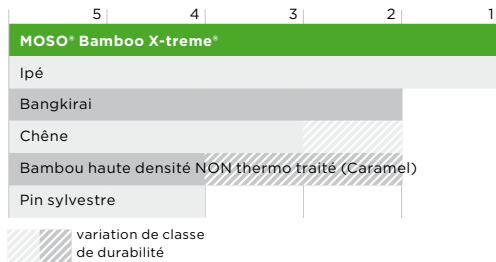 5 4 3 2 1
MOSO® Bamboo X-treme®
Ipé
Bangkirai
Chêne
Bambou haute densité NON thermo traité (Caramel)
Pin sylvestre
variation de classe
de durabilité